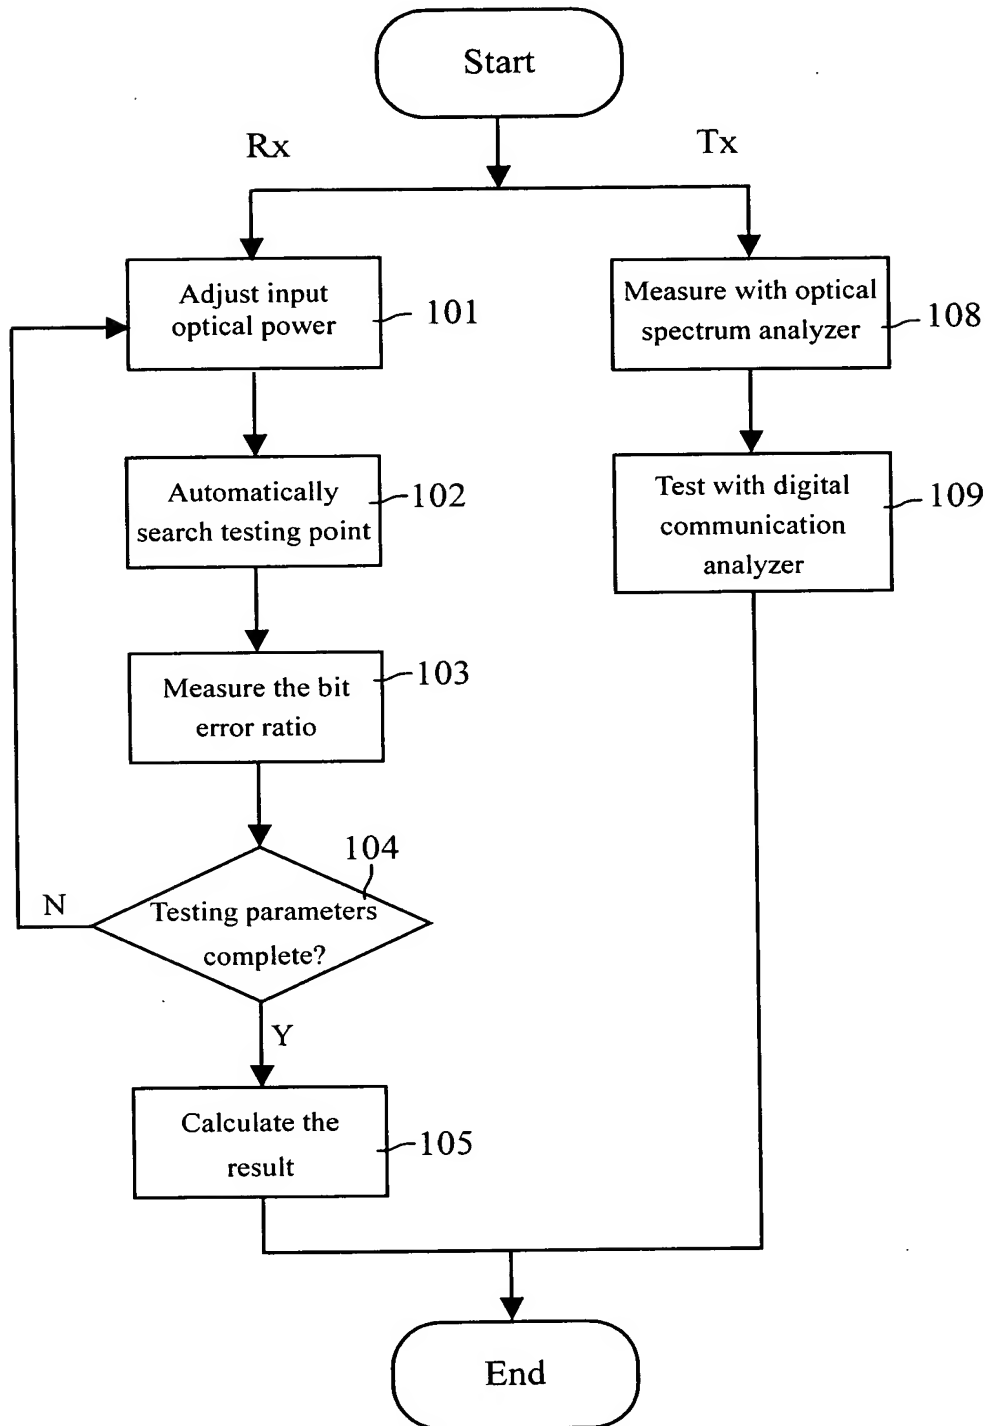 Start
Rx
Tx
Adjust input
optical power
101
Measure with optical
spectrum analyzer
108
Automatically
search testing point
102
Test with digital
communication
analyzer
109
Measure the bit
error ratio
103
104
Testing parameters
complete?
N
Y
Calculate the
result
105
End